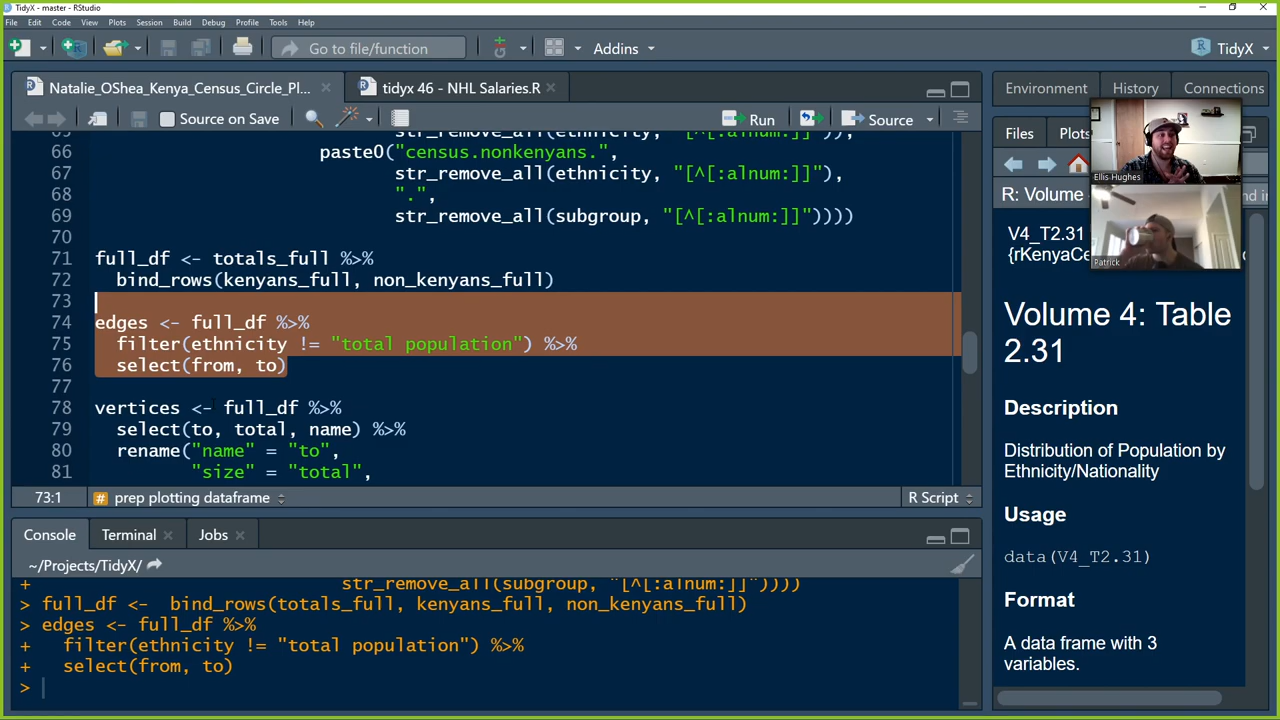 TidyX - master - RStudio
File Edit Code View Plots Session Build Debug Profile Tools Help
Go to file/function Addins TidyX
Natalie_OShea_Kenya_Census_Circle_Pl... tidyx 46 - NHL Salaries.R
Source on Save Run Source
65 str_remove_all(ethnicity, "[^[:alnum:]]")),
66 paste0("census.nonkenyans.",
67 str_remove_all(ethnicity, "[^[:alnum:]]"),
68 ".",
69 str_remove_all(subgroup, "[^[:alnum:]]"))))
70
71 full_df <- totals_full %>%
72 bind_rows(kenyans_full, non_kenyans_full)
73
74 edges <- full_df %>%
75 filter(ethnicity != "total population") %>%
76 select(from, to)
77
78 vertices <- full_df %>%
79 select(to, total, name) %>%
80 rename("name" = "to",
81 "size" = "total",
73:1 prep plotting dataframe R Script
Console Terminal Jobs
~/Projects/TidyX/
+ str_remove_all(subgroup, "[^[:alnum:]]"))))
> full_df <- bind_rows(totals_full, kenyans_full, non_kenyans_full)
> edges <- full_df %>%
+ filter(ethnicity != "total population") %>%
+ select(from, to)
>
Environment History Connections
Files Plots
R: Volume
Ellis Hughes
Patrick
V4_T2.31
{rKenyaCe
Volume 4: Table
2.31
Description
Distribution of Population by
Ethnicity/Nationality
Usage
data(V4_T2.31)
Format
A data frame with 3
variables.